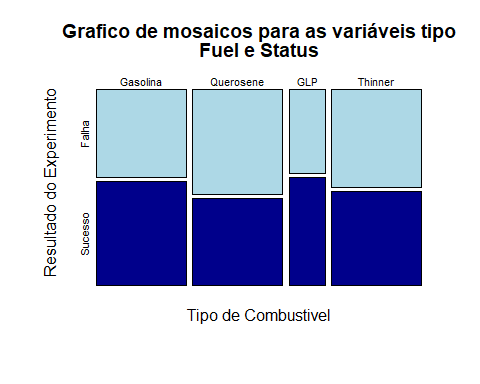 Grafico de mosaicos para as variáveis tipo
Fuel e Status
Gasolina Querosene GLP Thinner
Resultado do Experimento
Falha
Sucesso
Tipo de Combustivel